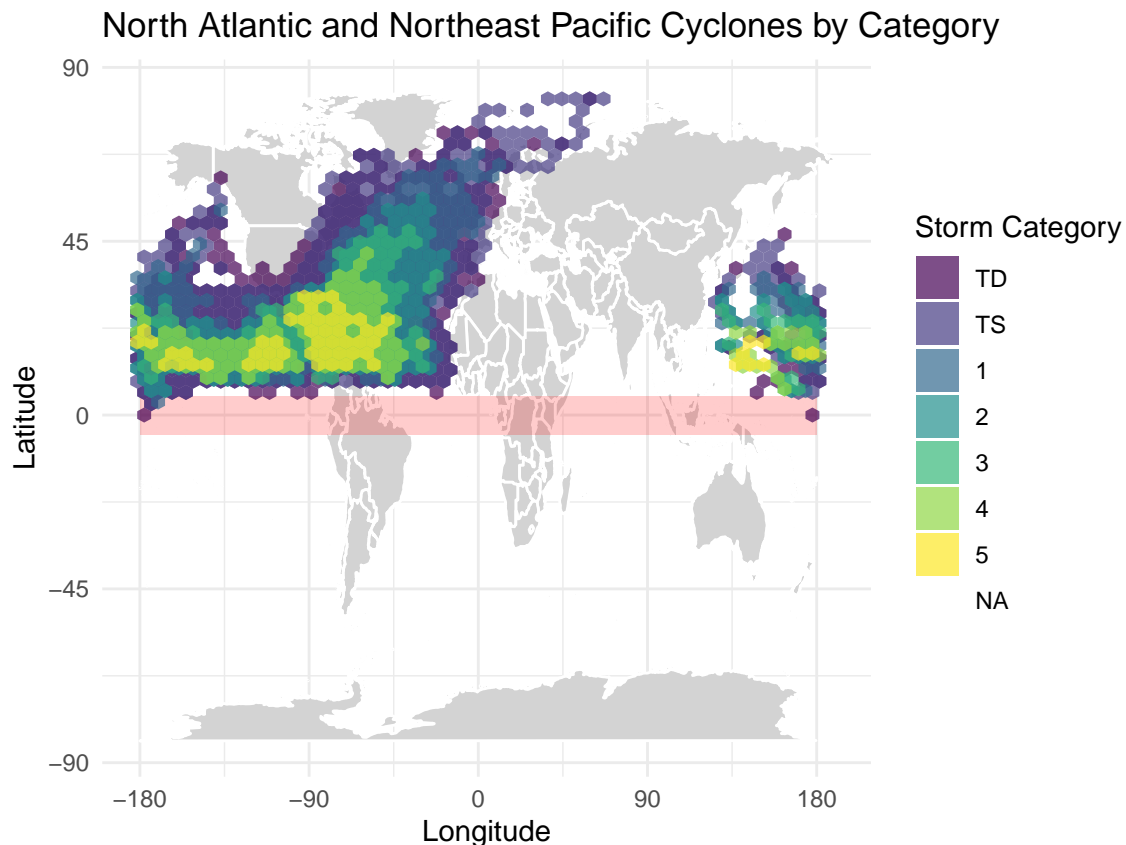 North Atlantic and Northeast Pacific Cyclones by Category
90
45
0
−45
−90
Latitude
−180
−90
0
90
180
Longitude
Storm Category
TD
TS
1
2
3
4
5
NA